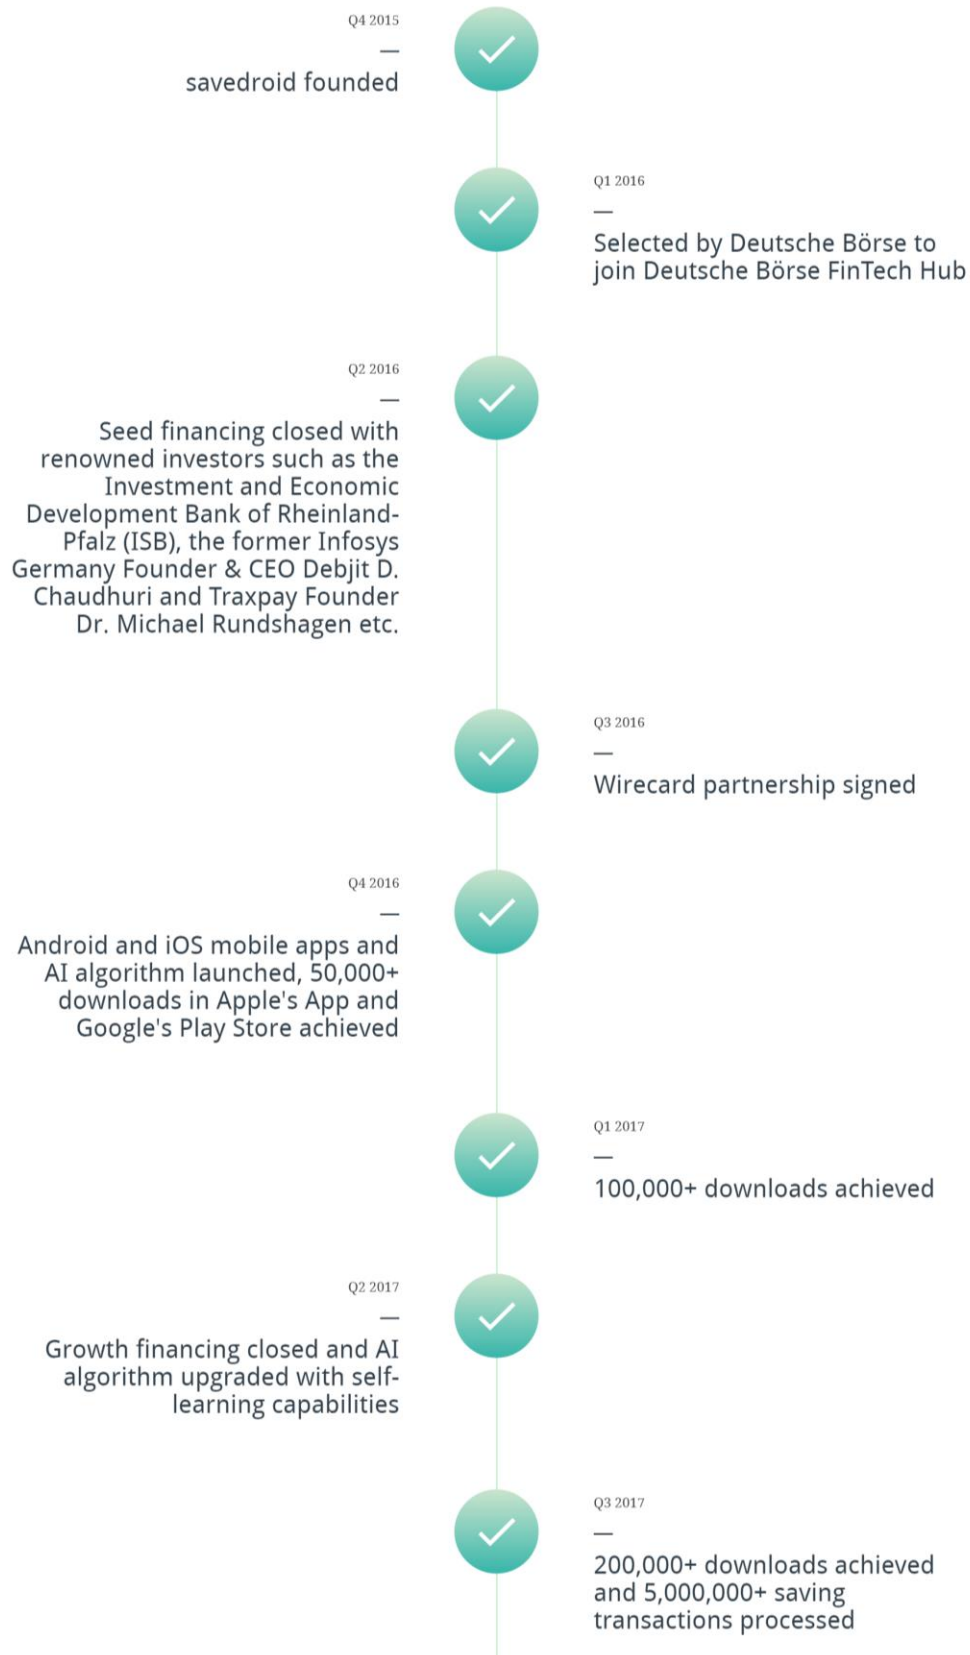 Q4 2015
—
savedroid founded
Q1 2016
—
Selected by Deutsche Börse to
join Deutsche Börse FinTech Hub
Q2 2016
—
Seed financing closed with
renowned investors such as the
Investment and Economic
Development Bank of Rheinland-
Pfalz (ISB), the former Infosys
Germany Founder & CEO Debjit D.
Chaudhuri and Traxpay Founder
Dr. Michael Rundshagen etc.
Q3 2016
—
Wirecard partnership signed
Q4 2016
—
Android and iOS mobile apps and
AI algorithm launched, 50,000+
downloads in Apple's App and
Google's Play Store achieved
Q1 2017
—
100,000+ downloads achieved
Q2 2017
—
Growth financing closed and AI
algorithm upgraded with self-
learning capabilities
Q3 2017
—
200,000+ downloads achieved
and 5,000,000+ saving
transactions processed